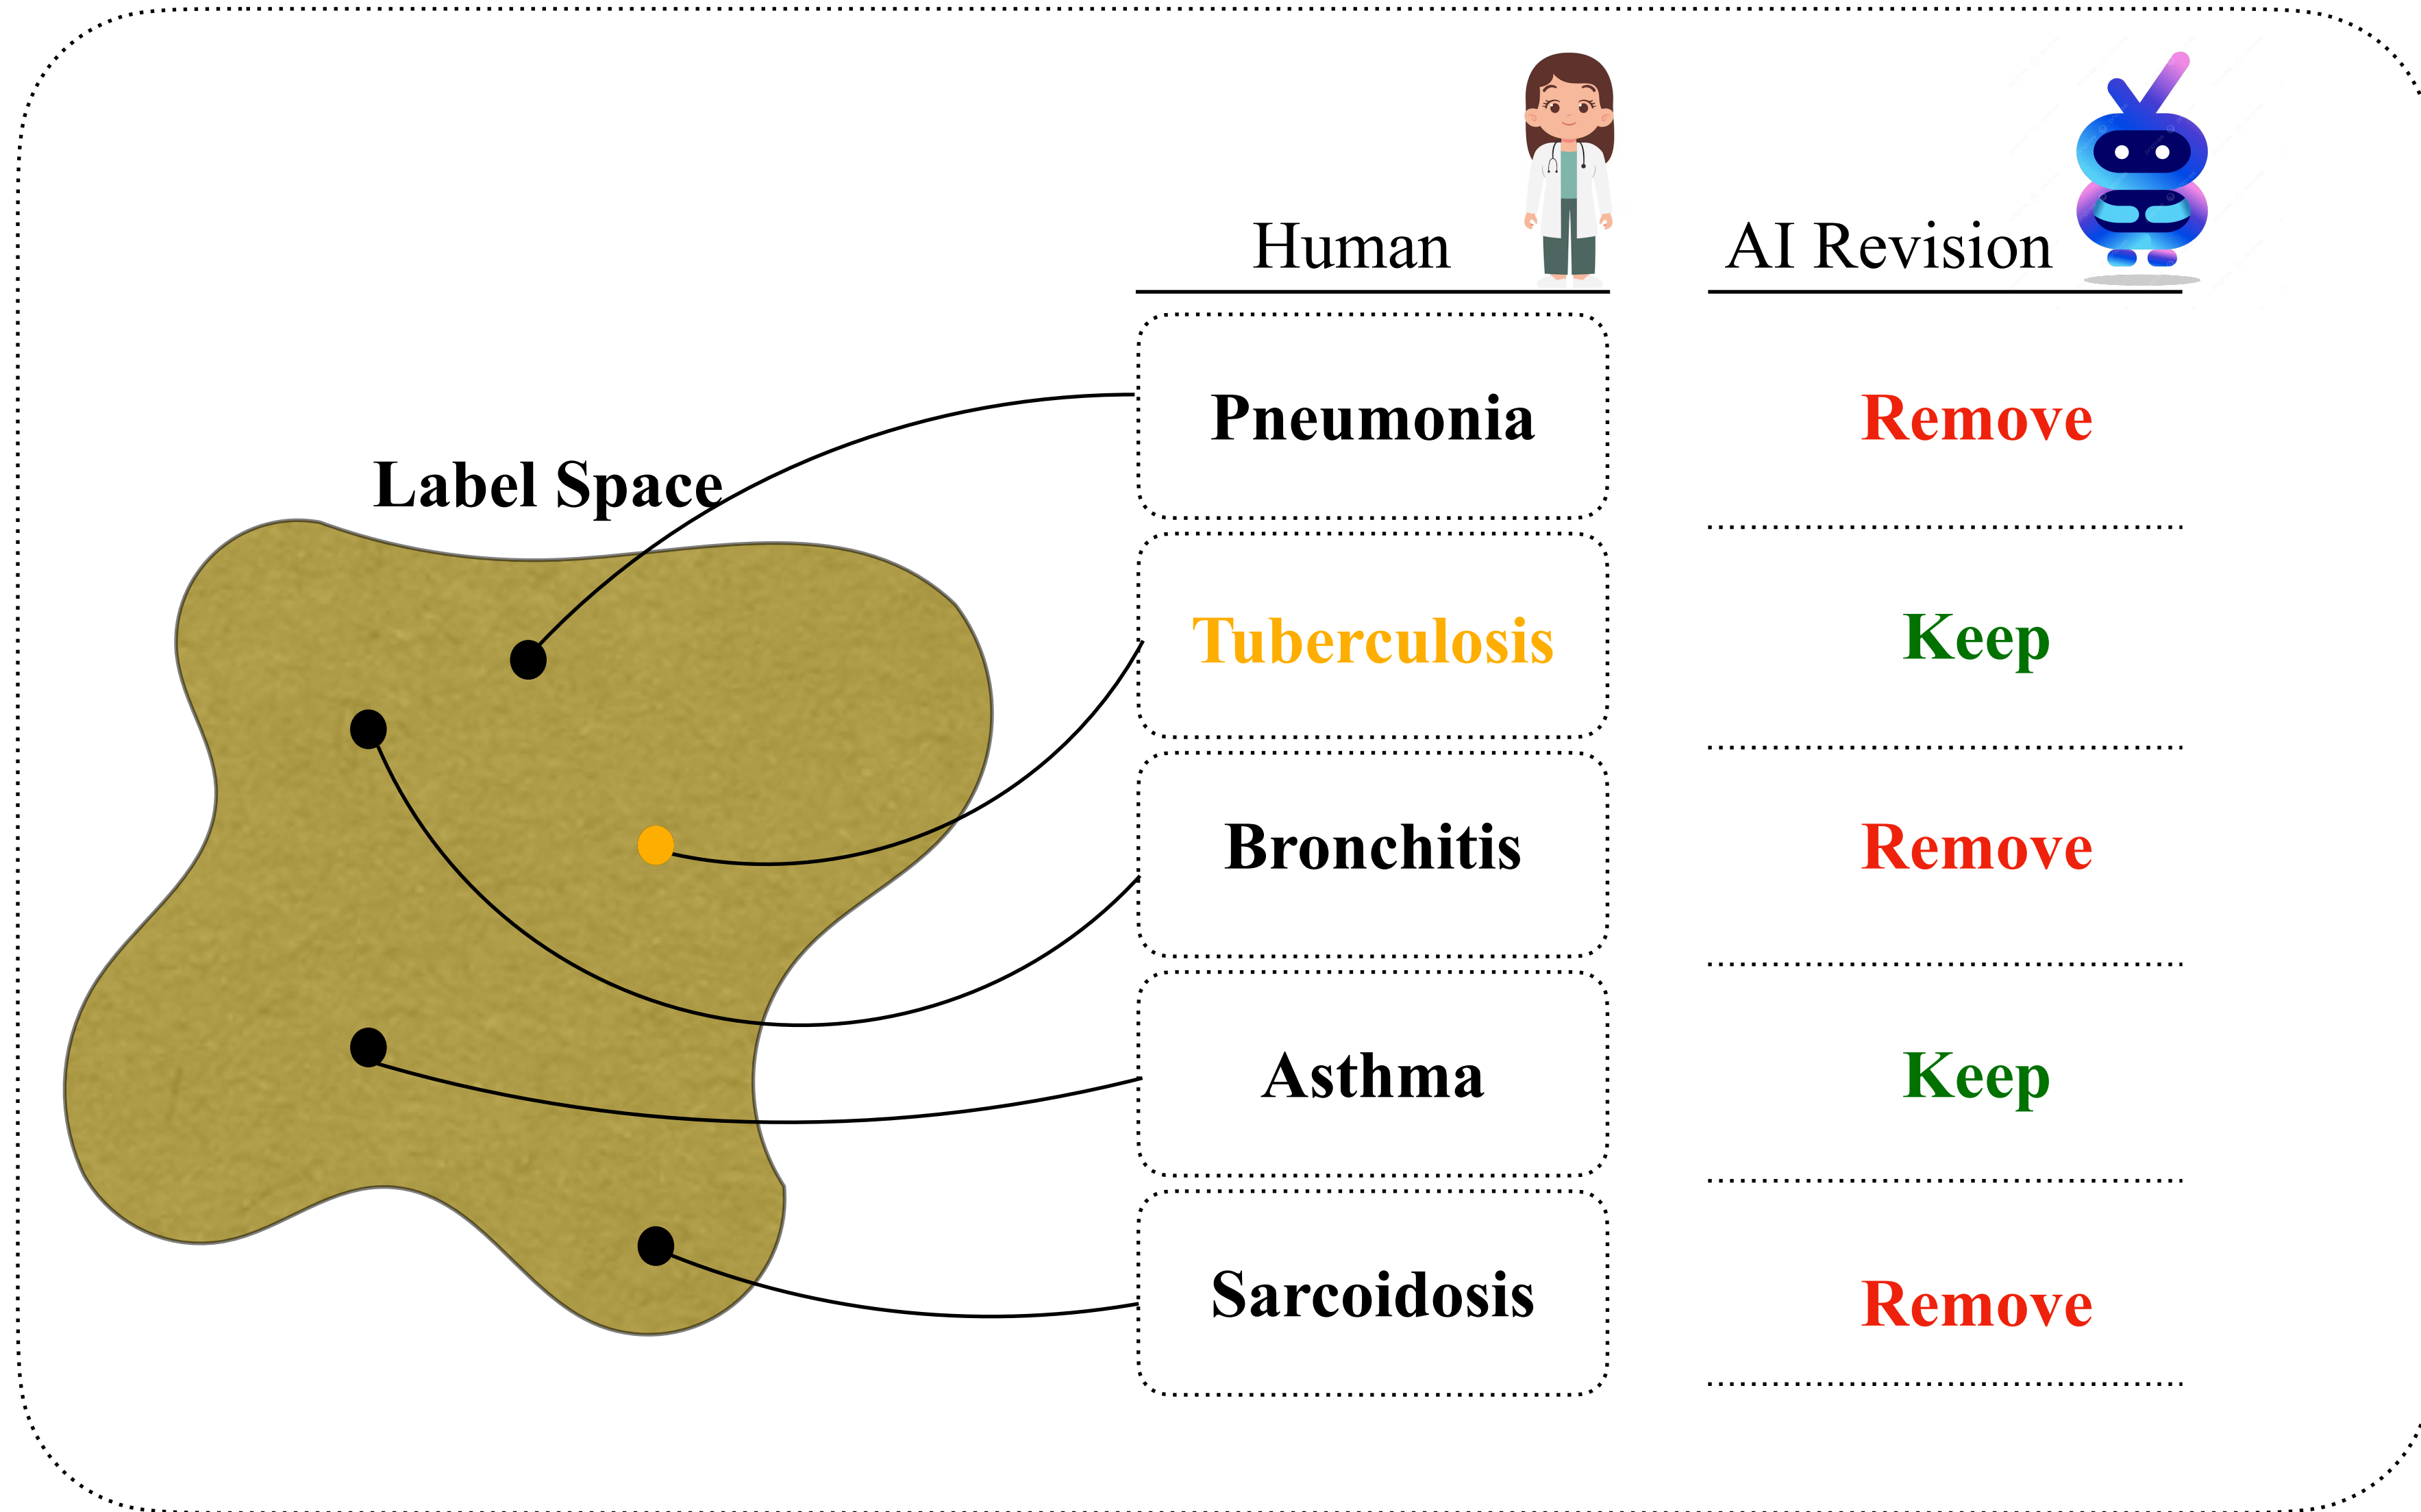 Human
AI Revision
Label Space
Pneumonia
Remove
Tuberculosis
Keep
Bronchitis
Remove
Asthma
Keep
Sarcoidosis
Remove